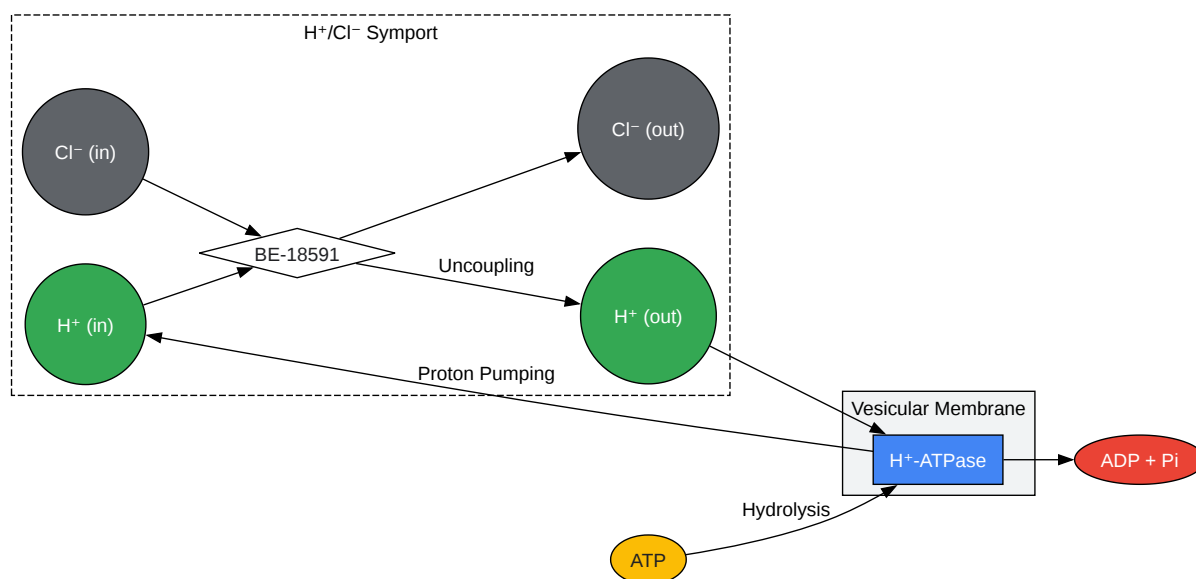 H⁺/Cl⁻ Symport
Cl⁻ (in)
Cl⁻ (out)
BE-18591
Uncoupling
H⁺ (in)
H⁺ (out)
Proton Pumping
Vesicular Membrane
H⁺-ATPase
ADP + Pi
Hydrolysis
ATP